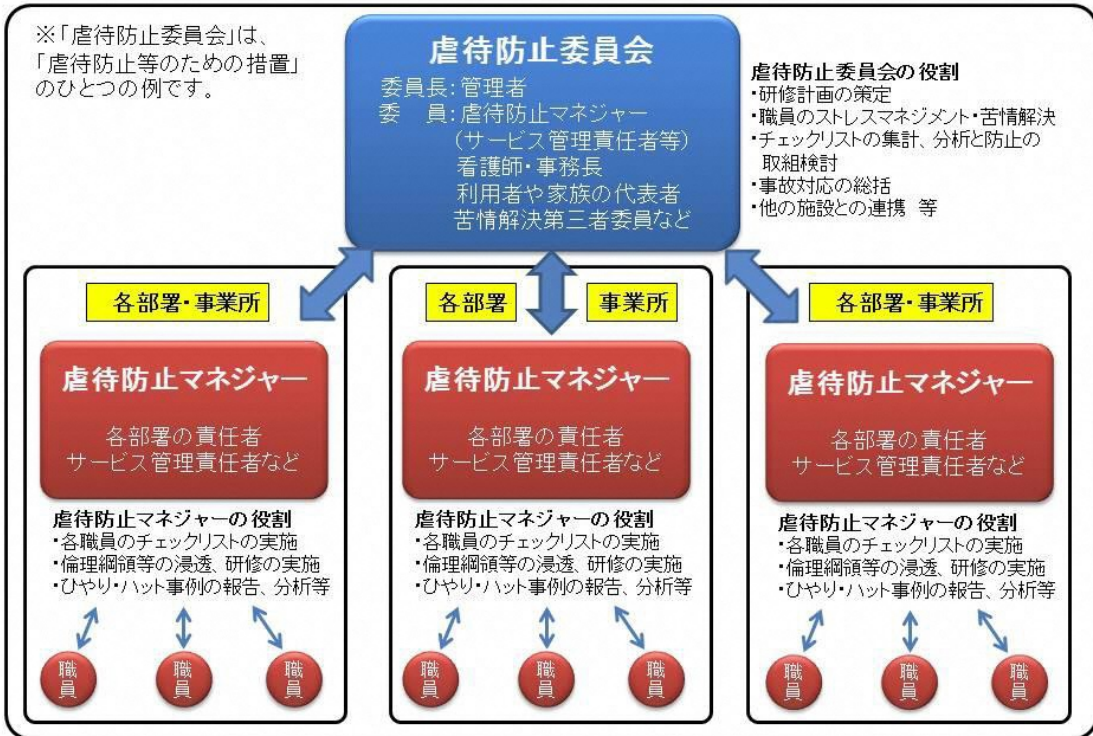 ※「虐待防止委員会」は、
「虐待防止等のための措置」
のひとつの例です。
虐待防止委員会
委員長:管理者
委　員:虐待防止マネジャー
(サービス管理責任者等)
看護師・事務長
利用者や家族の代表者
苦情解決第三者委員など
虐待防止委員会の役割
・研修計画の策定
・職員のストレスマネジメント・苦情解決
・チェックリストの集計、分析と防止の
取組検討
・事故対応の総括
・他の施設との連携 等
各部署・事業所
虐待防止マネジャー
各部署の責任者
サービス管理責任者など
虐待防止マネジャーの役割
・各職員のチェックリストの実施
・倫理綱領等の浸透、研修の実施
・ひやり・ハット事例の報告、分析等
職員
職員
職員
各部署 事業所
虐待防止マネジャー
各部署の責任者
サービス管理責任者など
虐待防止マネジャーの役割
・各職員のチェックリストの実施
・倫理綱領等の浸透、研修の実施
・ひやり・ハット事例の報告、分析等
職員
職員
職員
各部署・事業所
虐待防止マネジャー
各部署の責任者
サービス管理責任者など
虐待防止マネジャーの役割
・各職員のチェックリストの実施
・倫理綱領等の浸透、研修の実施
・ひやり・ハット事例の報告、分析等
職員
職員
職員